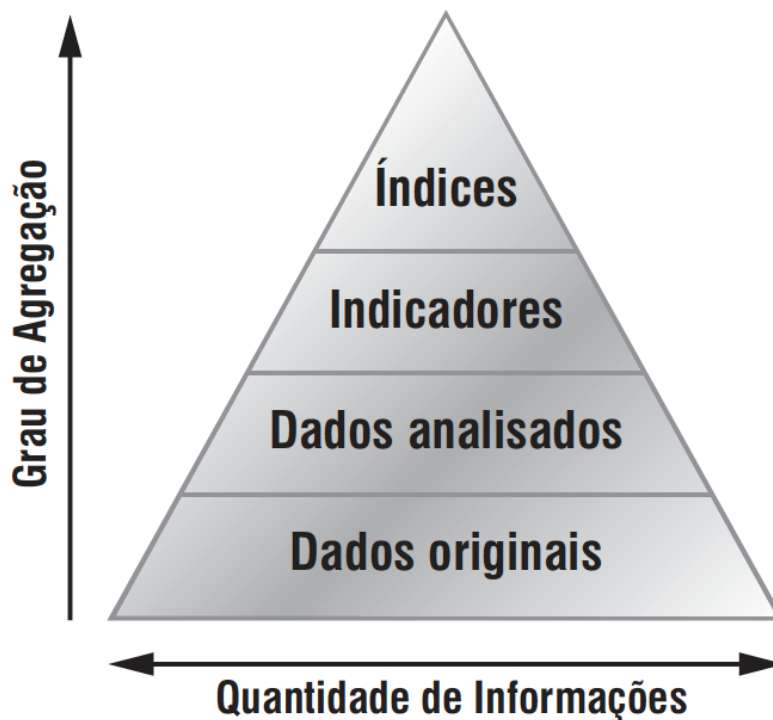 Grau de Agregação
Índices
Indicadores
Dados analisados
Dados originais
Quantidade de Informações